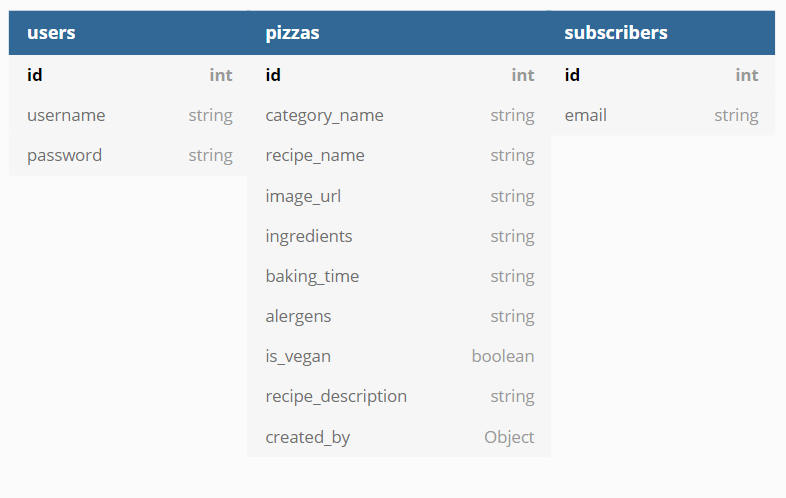 users
id int
username string
password string
pizzas
id int
category_name string
recipe_name string
image_url string
ingredients string
baking_time string
alergens string
is_vegan boolean
recipe_description string
created_by Object
subscribers
id int
email string